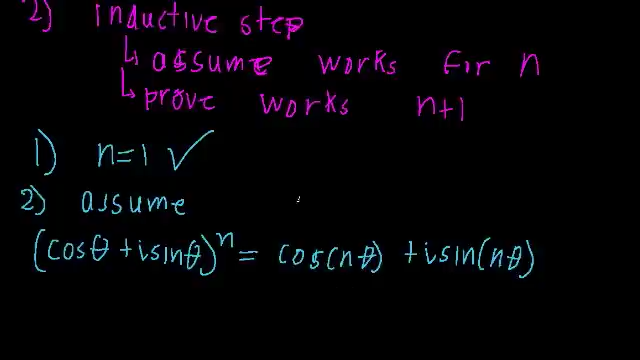 2) inductive step
↳ assume works for n
↳ prove works n+1
1) n=1 ✓
2) assume
(cosθ + isinθ)^n = cos(nθ) + isin(nθ)